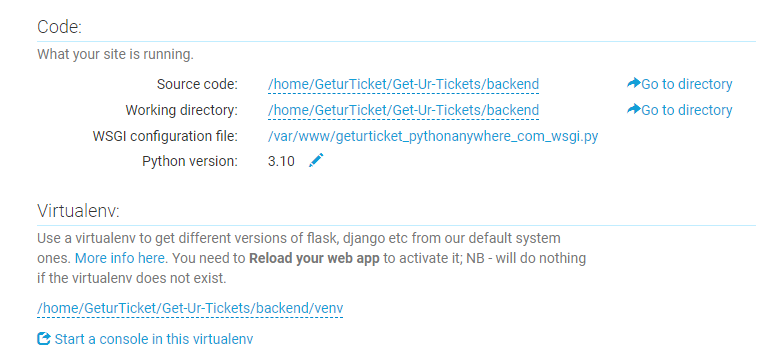 Code:
What your site is running.
Source code: /home/GeturTicket/Get-Ur-Tickets/backend Go to directory
Working directory: /home/GeturTicket/Get-Ur-Tickets/backend Go to directory
WSGI configuration file: /var/www/geturticket_pythonanywhere_com_wsgi.py
Python version: 3.10
Virtualenv:
Use a virtualenv to get different versions of flask, django etc from our default system
ones. More info here. You need to Reload your web app to activate it; NB - will do nothing
if the virtualenv does not exist.
/home/GeturTicket/Get-Ur-Tickets/backend/venv
Start a console in this virtualenv